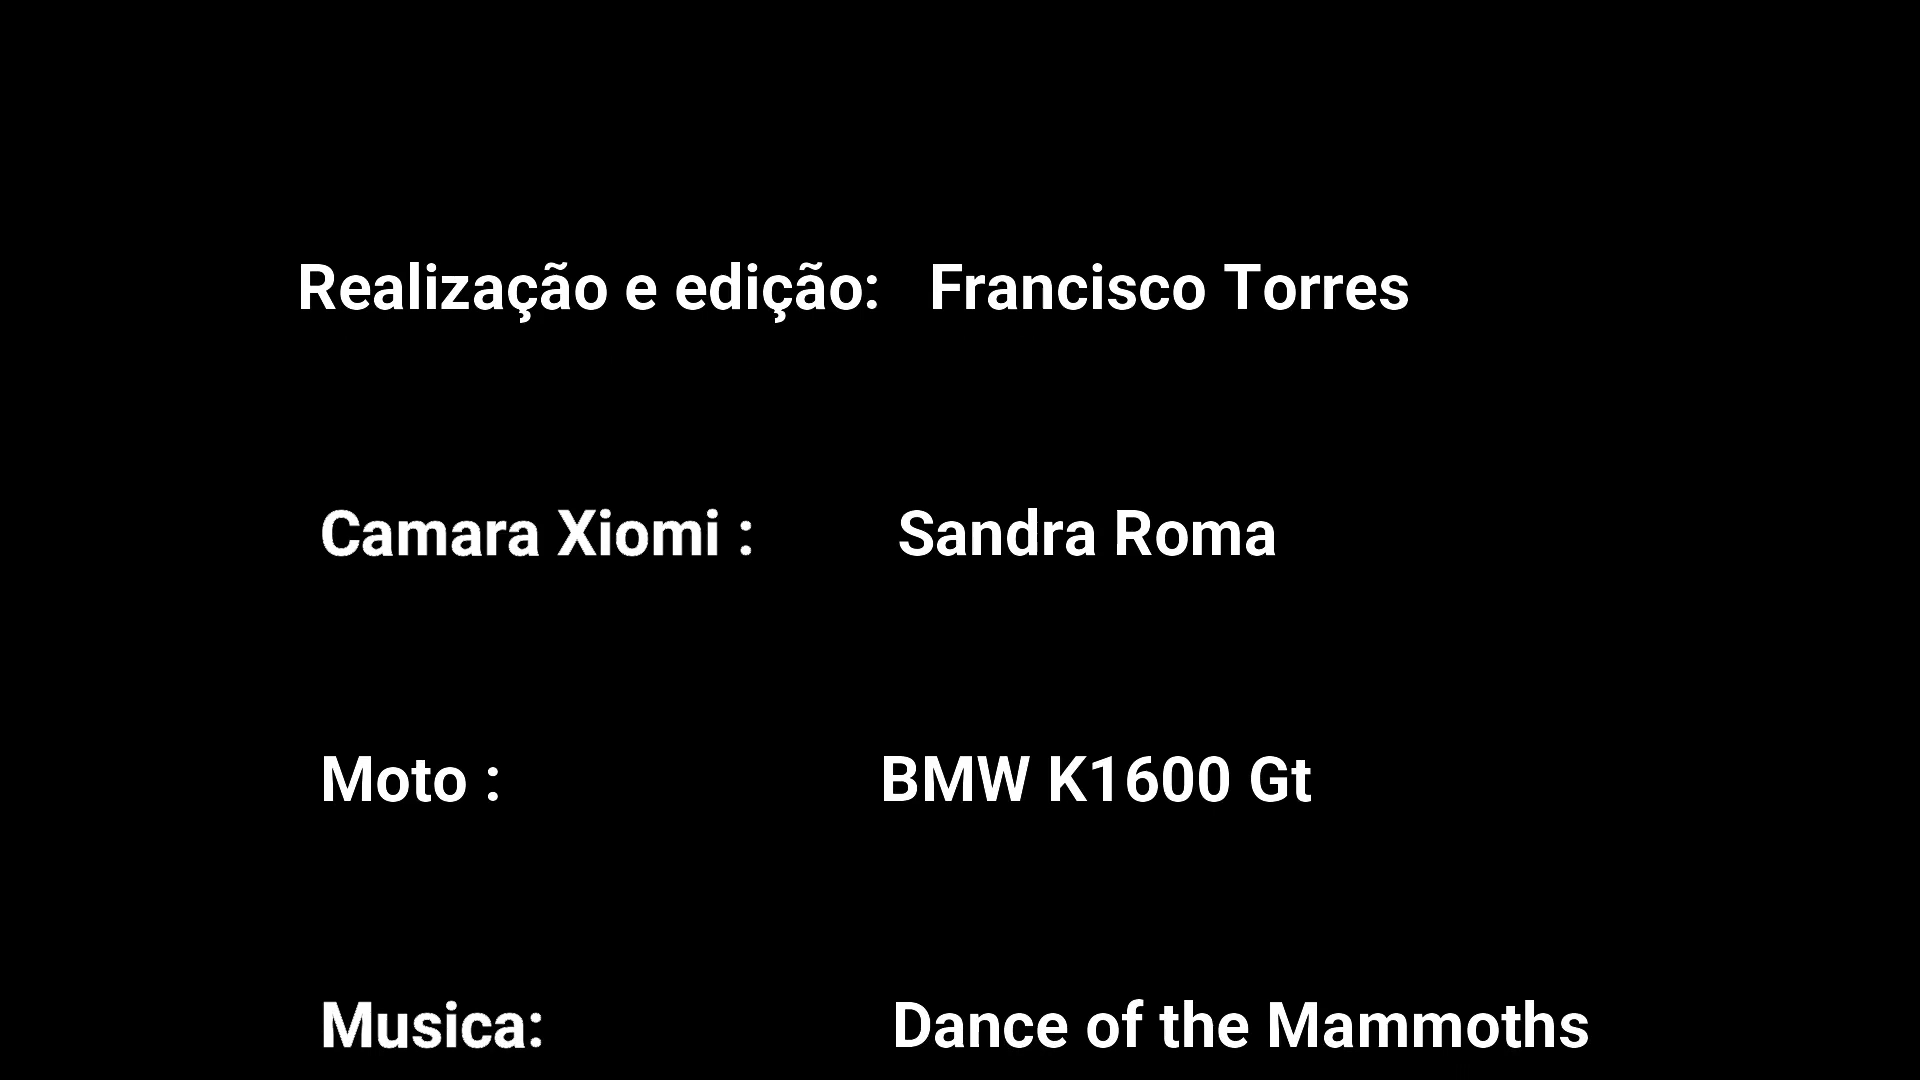 Realização e edição: Francisco Torres
Camara Xiomi : Sandra Roma
Moto : BMW K1600 Gt
Musica: Dance of the Mammoths